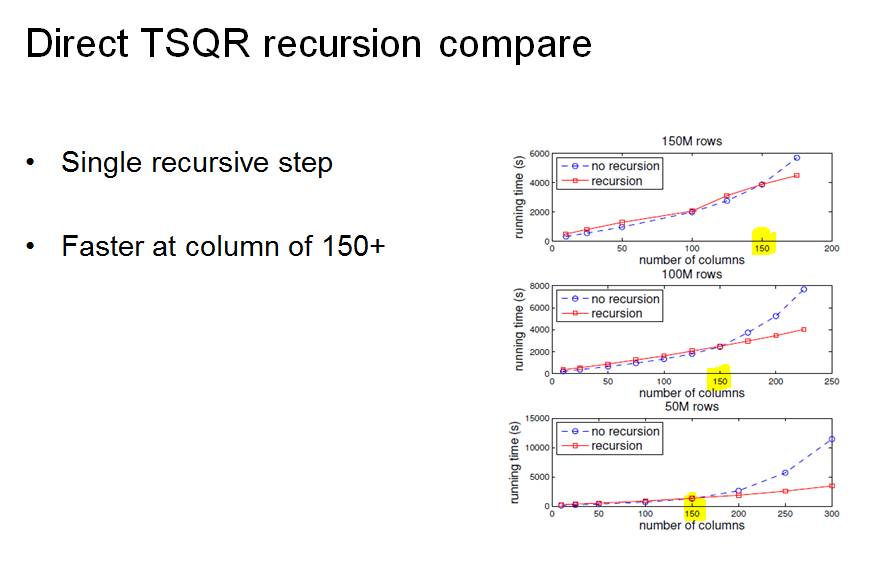 Direct TSQR recursion compare
• Single recursive step
• Faster at column of 150+
150M rows
running time (s)
6000
4000
2000
0
no recursion
recursion
0 50 100 150 200
number of columns
100M rows
running time (s)
8000
6000
4000
2000
0
no recursion
recursion
0 50 100 150 200 250
number of columns
50M rows
running time (s)
15000
10000
5000
0
no recursion
recursion
0 50 100 150 200 250 300
number of columns